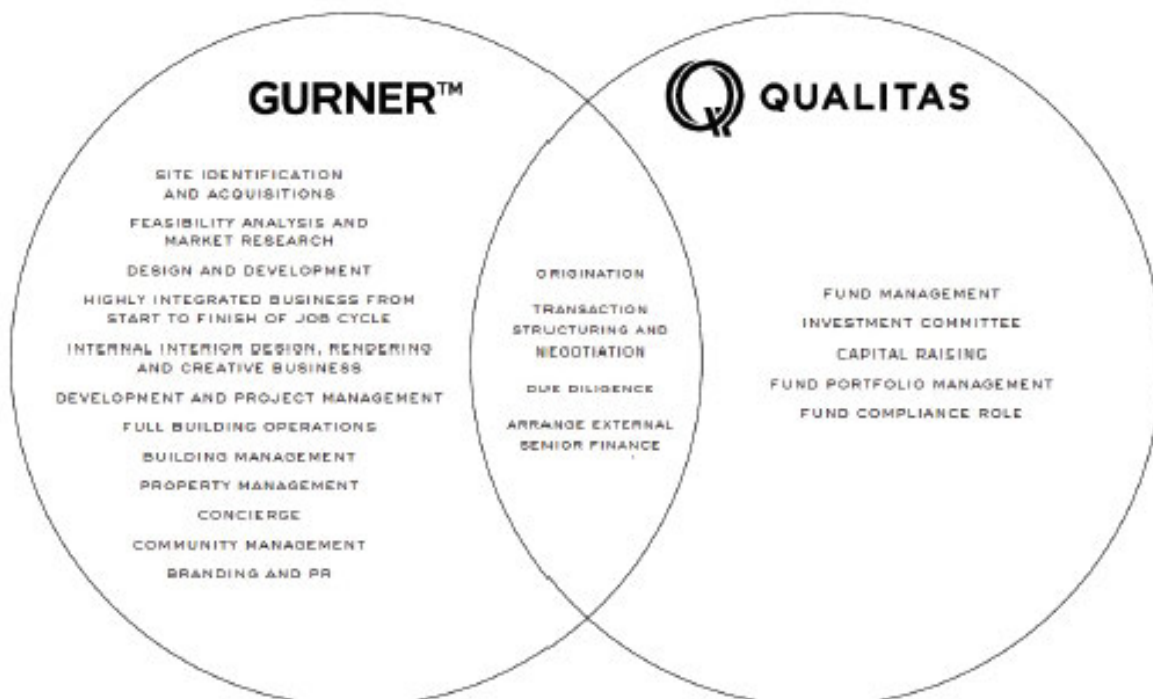 GURNER™
SITE IDENTIFICATION
AND ACQUISITIONS
FEASIBILITY ANALYSIS AND
MARKET RESEARCH
DESIGN AND DEVELOPMENT
HIGHLY INTEGRATED BUSINESS FROM
START TO FINISH OF JOB CYCLE
INTERNAL INTERIOR DESIGN, RENDERING
AND CREATIVE BUSINESS
DEVELOPMENT AND PROJECT MANAGEMENT
FULL BUILDING OPERATIONS
BUILDING MANAGEMENT
PROPERTY MANAGEMENT
CONCIERGE
COMMUNITY MANAGEMENT
BRANDING AND PR
ORIGINATION
TRANSACTION
STRUCTURING AND
NEGOTIATION
DUE DILIGENCE
ARRANGE EXTERNAL
SENIOR FINANCE
QUALITAS
FUND MANAGEMENT
INVESTMENT COMMITTEE
CAPITAL RAISING
FUND PORTFOLIO MANAGEMENT
FUND COMPLIANCE ROLE